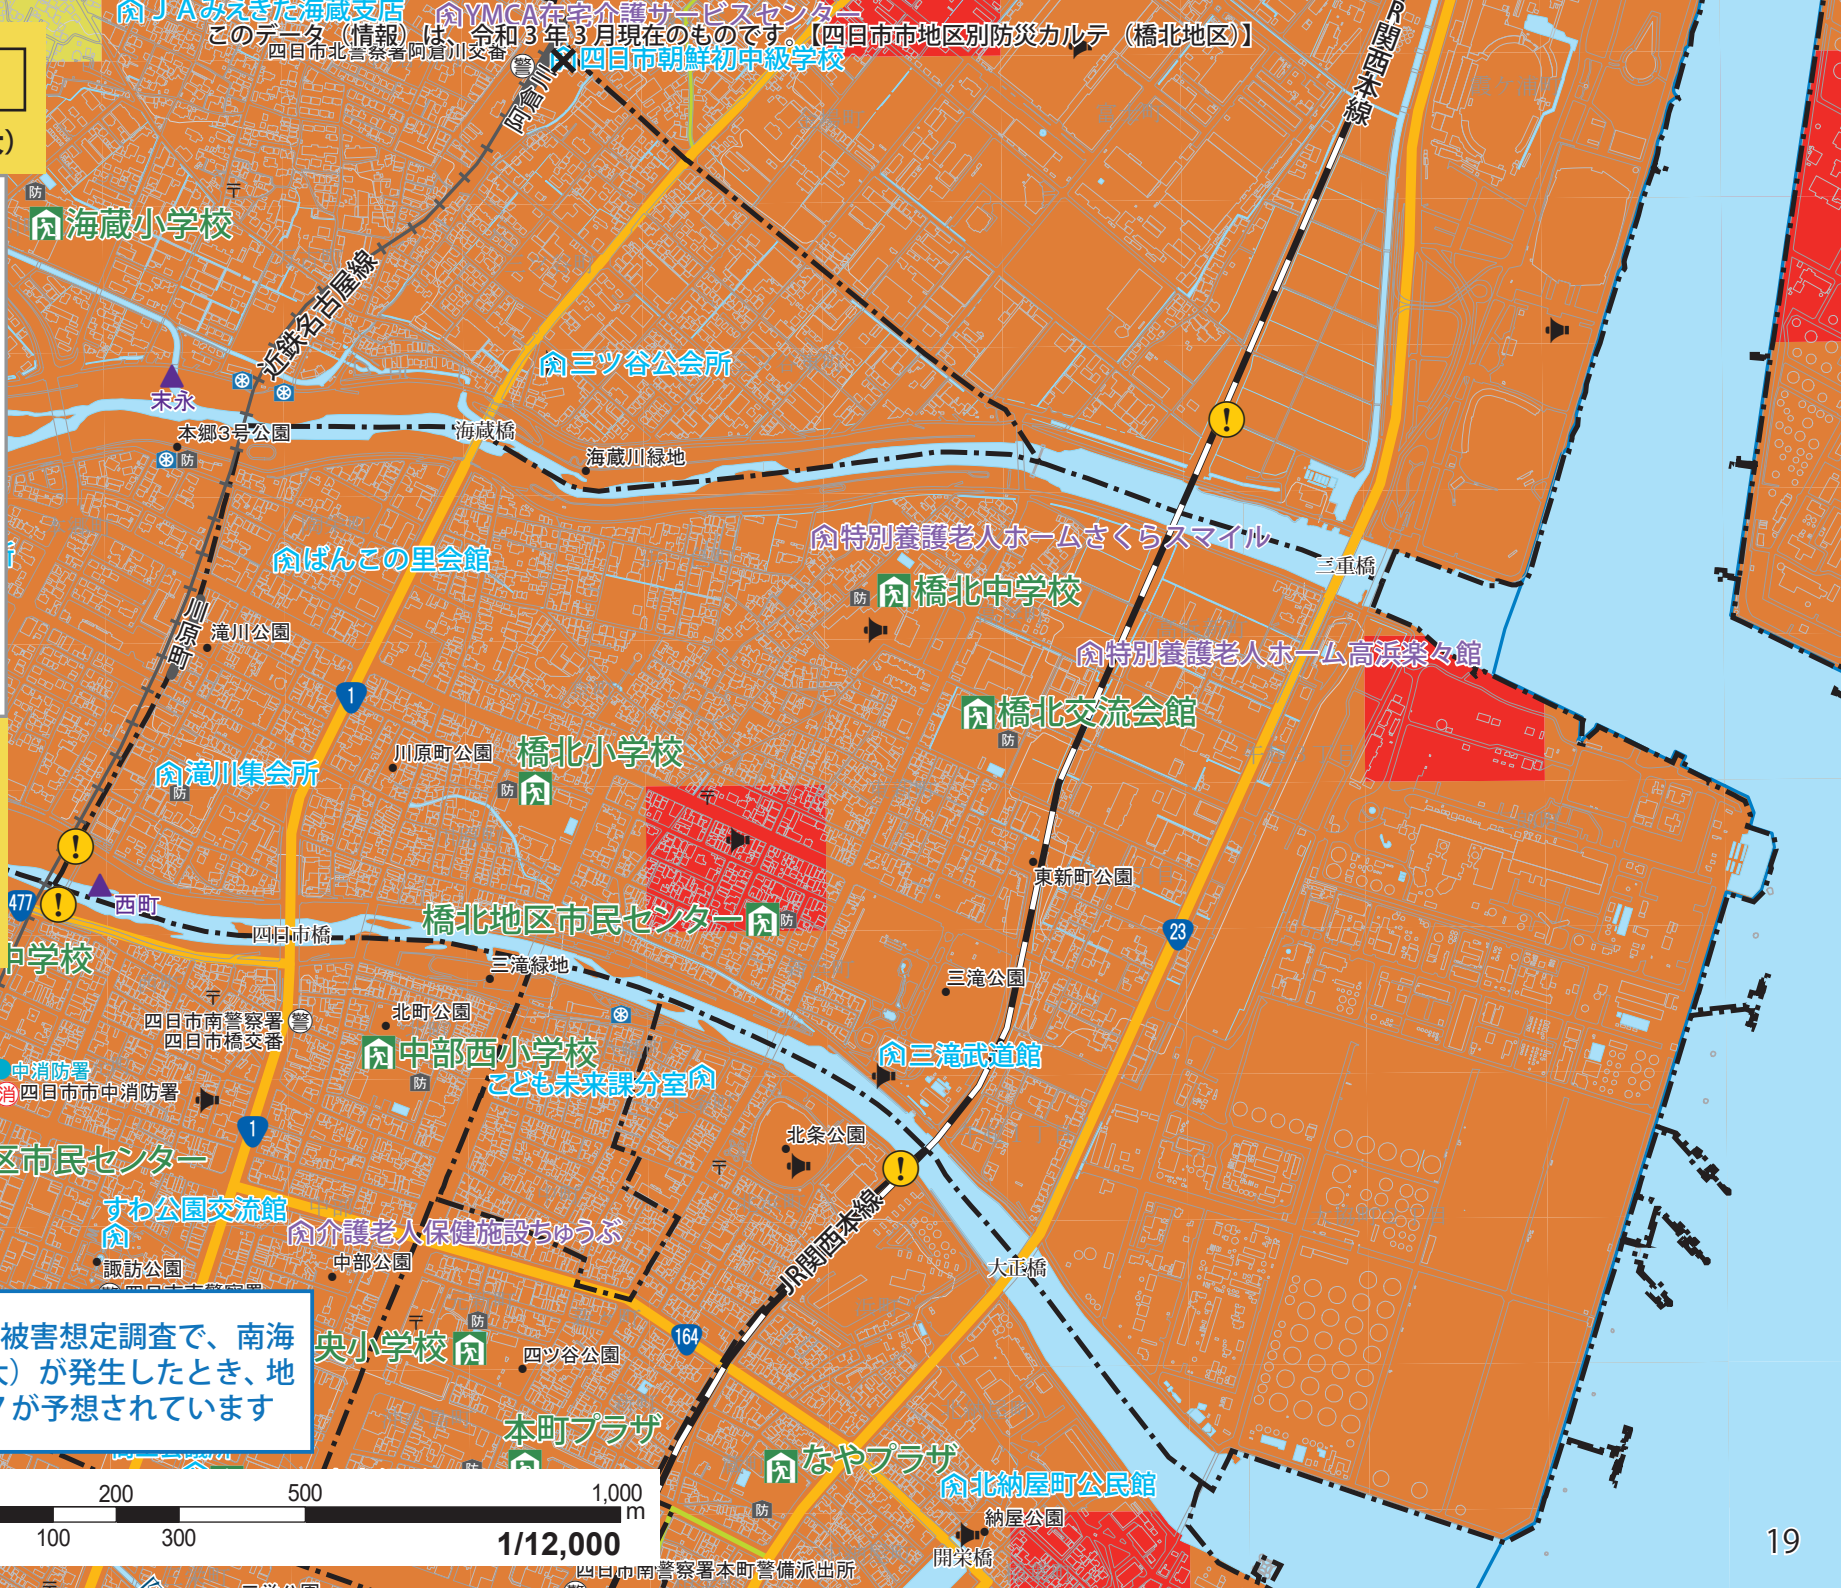 ＪＡみえきた海蔵支店
YMCA在宅介護サービスセンター
このデータ（情報）は、令和３年３月現在のものです。【四日市市地区別防災カルテ（橋北地区）】
四日市北警察署阿倉川交番
警
四日市朝鮮初中級学校
JR関西本線
阿倉川
防
海蔵小学校
近鉄名古屋線
三ツ谷公会所
末永
本郷3号公園
防
海蔵橋
海蔵川緑地
特別養護老人ホームさくらスマイル
ばんこの里会館
三重橋
防
橋北中学校
川原町
滝川公園
特別養護老人ホーム高浜楽々館
1
橋北交流会館
防
川原町公園
橋北小学校
滝川集会所
防
防
東新町公園
477
西町
橋北地区市民センター
防
四日市橋
23
中学校
三滝緑地
三滝公園
北町公園
四日市南警察署
四日市橋交番
警
中部西小学校
防
三滝武道館
こども未来課分室
中消防署
消
四日市市中消防署
1
北条公園
区市民センター
すわ公園交流館
介護老人保健施設ちゅうぶ
諏訪公園
中部公園
JR関西本線
大正橋
被害想定調査で、南海
大）が発生したとき、地
７が予想されています
防
央小学校
164
四ツ谷公園
本町プラザ
なやプラザ
北納屋町公民館
防
納屋公園
開栄橋
200 500 1,000
m
100 300
1/12,000
四日市南警察署本町警備派出所
19